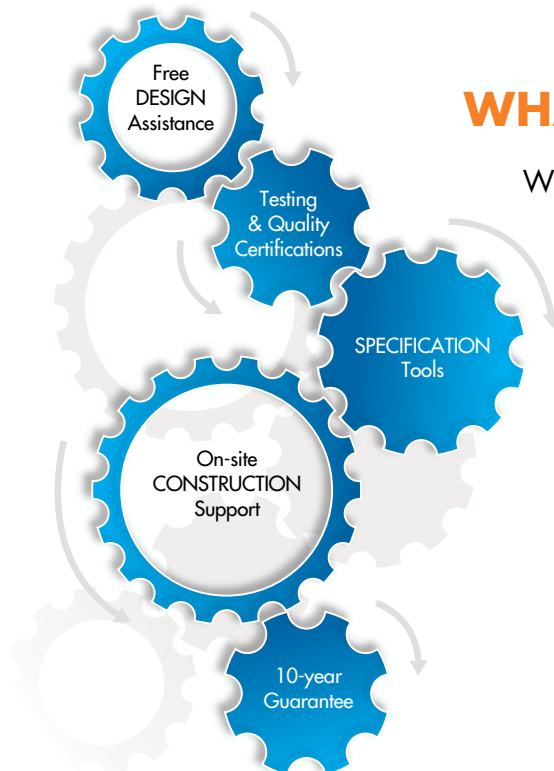 Free
DESIGN
Assistance
Testing
& Quality
Certifications
SPECIFICATION
Tools
On-site
CONSTRUCTION
Support
10-year
Guarantee